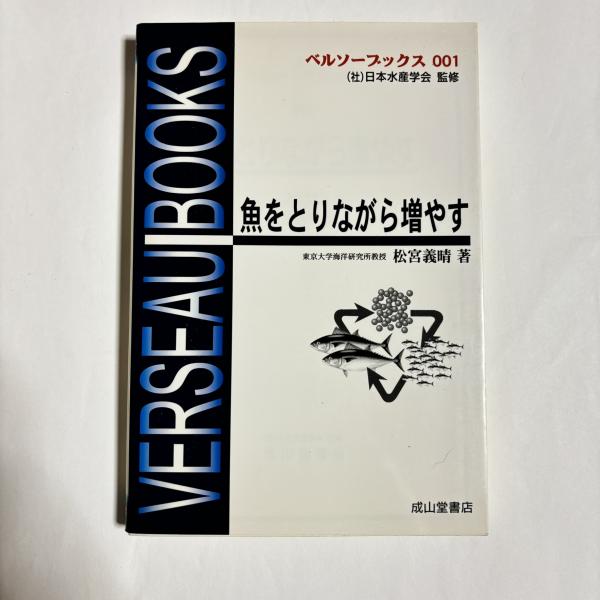 VERSEAU BOOKS
ベルソーブックス 001
(社)日本水産学会 監修
魚をとりながら増やす
東京大学海洋研究所教授 松宮義晴 著
成山堂書店